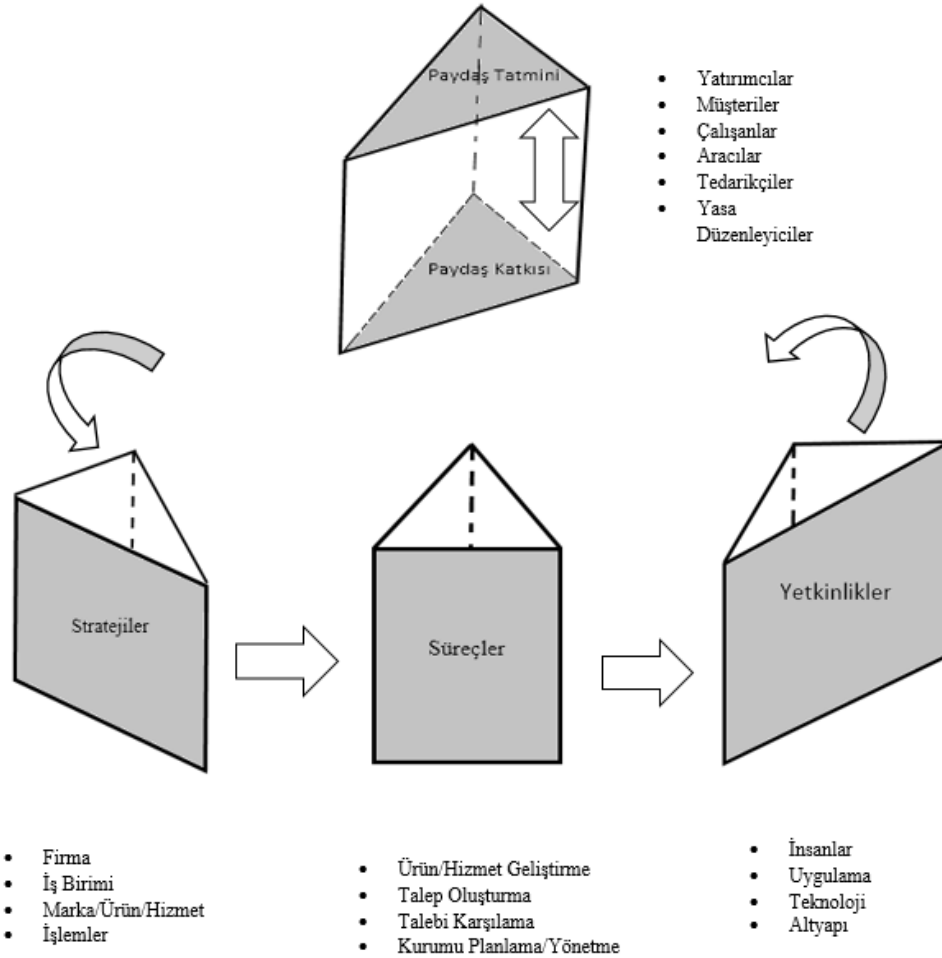 Paydaş Tatmini
Paydaş Katkısı
• Yatırımcılar
• Müşteriler
• Çalışanlar
• Aracılar
• Tedarikçiler
• Yasa
Düzenleyiciler
Stratejiler
Süreçler
Yetkinlikler
• Firma
• İş Birimi
• Marka/Ürün/Hizmet
• İşlemler
• Ürün/Hizmet Geliştirme
• Talep Oluşturma
• Talebi Karşılama
• Kurumu Planlama/Yönetme
• İnsanlar
• Uygulama
• Teknoloji
• Altyapı